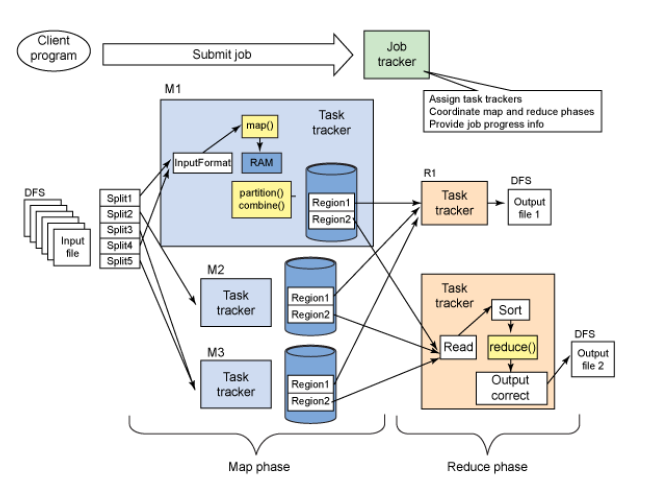 Client
program
Submit job
Job
tracker
Assign task trackers
Coordinate map and reduce phases
Provide job progress info
M1
Task
tracker
map()
InputFormat
RAM
partition()
combine()
Region1
Region2
DFS
Input
file
Split1
Split2
Split3
Split4
Split5
M2
Task
tracker
Region1
Region2
M3
Task
tracker
Region1
Region2
R1
Task
tracker
DFS
Output
file 1
Task
tracker
Sort
Read
reduce()
Output
correct
DFS
Output
file 2
Map phase
Reduce phase